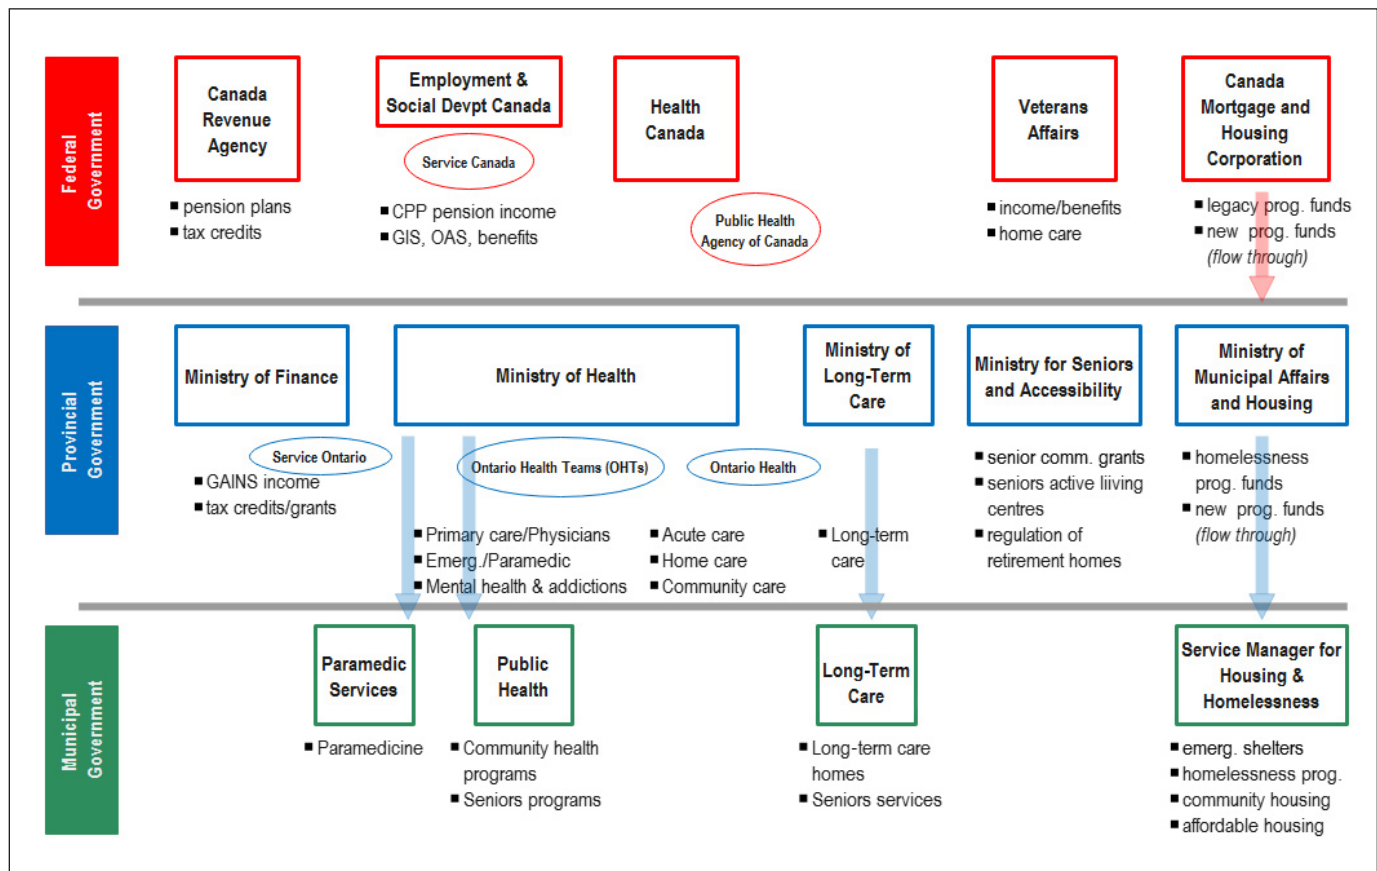 Federal
Government
Canada
Revenue
Agency
▪ pension plans
▪ tax credits
Employment &
Social Devpt Canada
Service Canada
▪ CPP pension income
▪ GIS, OAS, benefits
Health
Canada
Public Health
Agency of Canada
Veterans
Affairs
▪ income/benefits
▪ home care
Canada
Mortgage and
Housing
Corporation
▪ legacy prog. funds
▪ new prog. funds
(flow through)
Provincial
Government
Ministry of Finance
Service Ontario
▪ GAINS income
▪ tax credits/grants
Ministry of Health
Ontario Health Teams (OHTs)
Ontario Health
▪ Primary care/Physicians
▪ Emerg./Paramedic
▪ Mental health & addictions
▪ Acute care
▪ Home care
▪ Community care
Ministry of
Long-Term
Care
▪ Long-term
care
Ministry for Seniors
and Accessibility
▪ senior comm. grants
▪ seniors active liiving
centres
▪ regulation of
retirement homes
Ministry of
Municipal Affairs
and Housing
▪ homelessness
prog. funds
▪ new prog. funds
(flow through)
Municipal
Government
Paramedic
Services
▪ Paramedicine
Public
Health
▪ Community health
programs
▪ Seniors programs
Long-Term
Care
▪ Long-term care
homes
▪ Seniors services
Service Manager for
Housing &
Homelessness
▪ emerg. shelters
▪ homelessness prog.
▪ community housing
▪ affordable housing